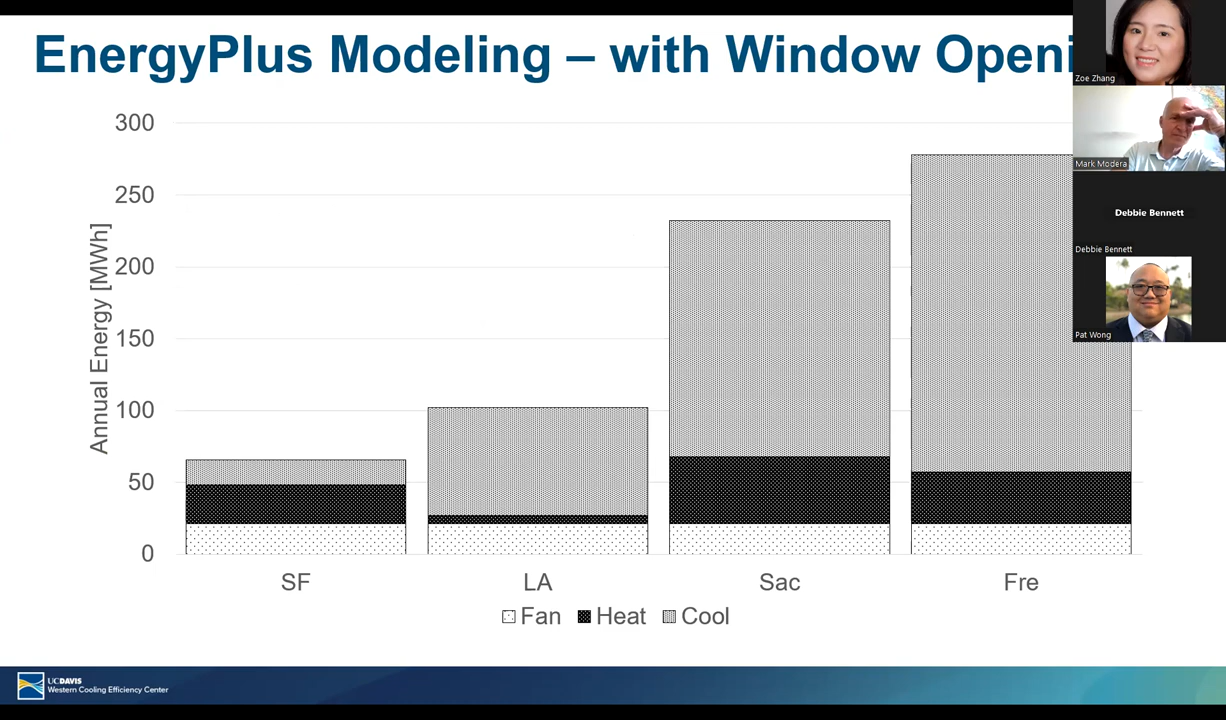 EnergyPlus Modeling – with Window Openi
Zoe Zhang
Mark Modera
Debbie Bennett
Debbie Bennett
Pat Wong
Annual Energy [MWh]
300
250
200
150
100
50
0
SF LA Sac Fre
Fan Heat Cool
UCDAVIS
Western Cooling Efficiency Center